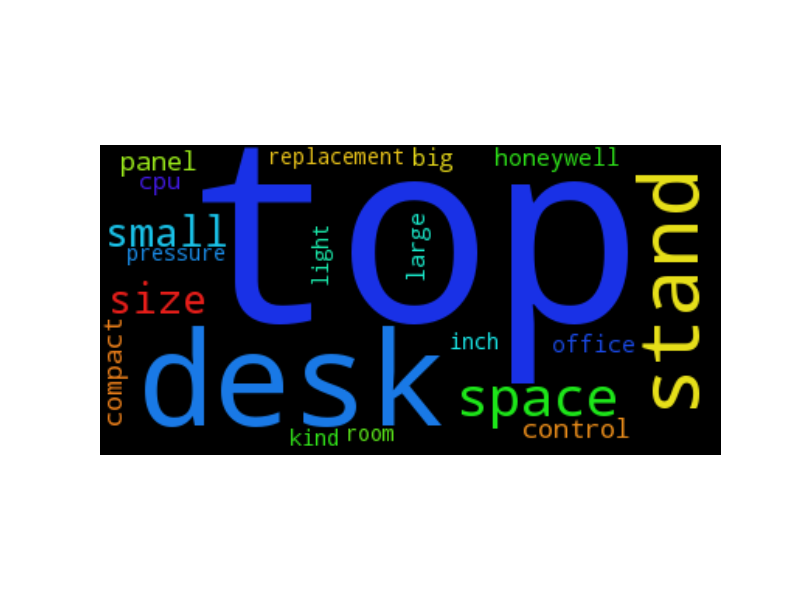 panel
replacement
big
honeywell
cpu
top
stand
small
pressure
light
large
size
compact
desk
inch
office
space
control
kind
room